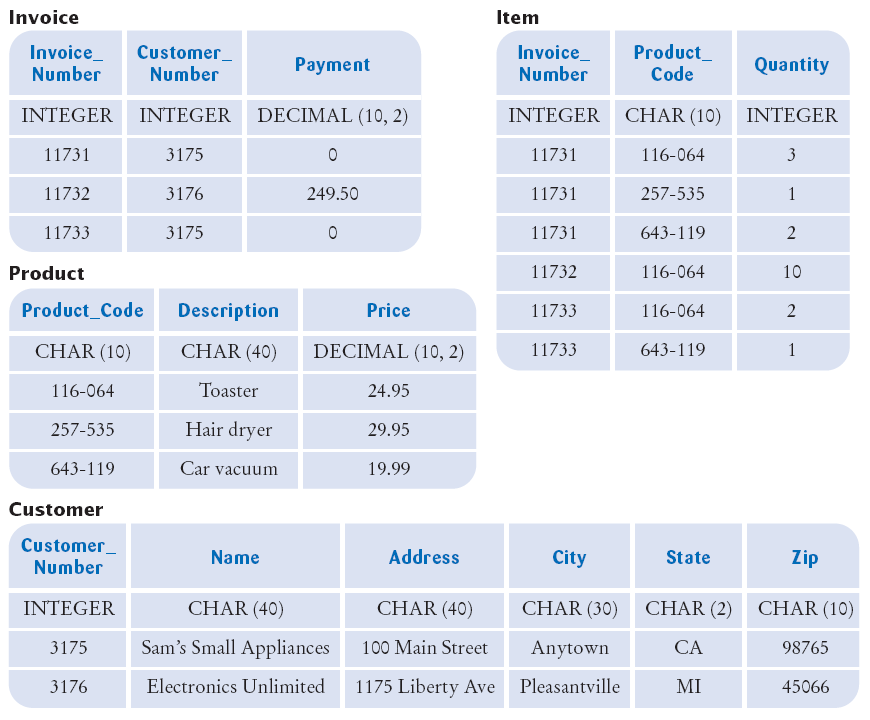 Invoice
Invoice_ Number Customer_ Number Payment
INTEGER INTEGER DECIMAL (10, 2)
11731 3175 0
11732 3176 249.50
11733 3175 0
Item
Invoice_ Number Product_ Code Quantity
INTEGER CHAR (10) INTEGER
11731 116-064 3
11731 257-535 1
11731 643-119 2
11732 116-064 10
11733 116-064 2
11733 643-119 1
Product
Product_Code Description Price
CHAR (10) CHAR (40) DECIMAL (10, 2)
116-064 Toaster 24.95
257-535 Hair dryer 29.95
643-119 Car vacuum 19.99
Customer
Customer_ Number Name Address City State Zip
INTEGER CHAR (40) CHAR (40) CHAR (30) CHAR (2) CHAR (10)
3175 Sam’s Small Appliances 100 Main Street Anytown CA 98765
3176 Electronics Unlimited 1175 Liberty Ave Pleasantville MI 45066